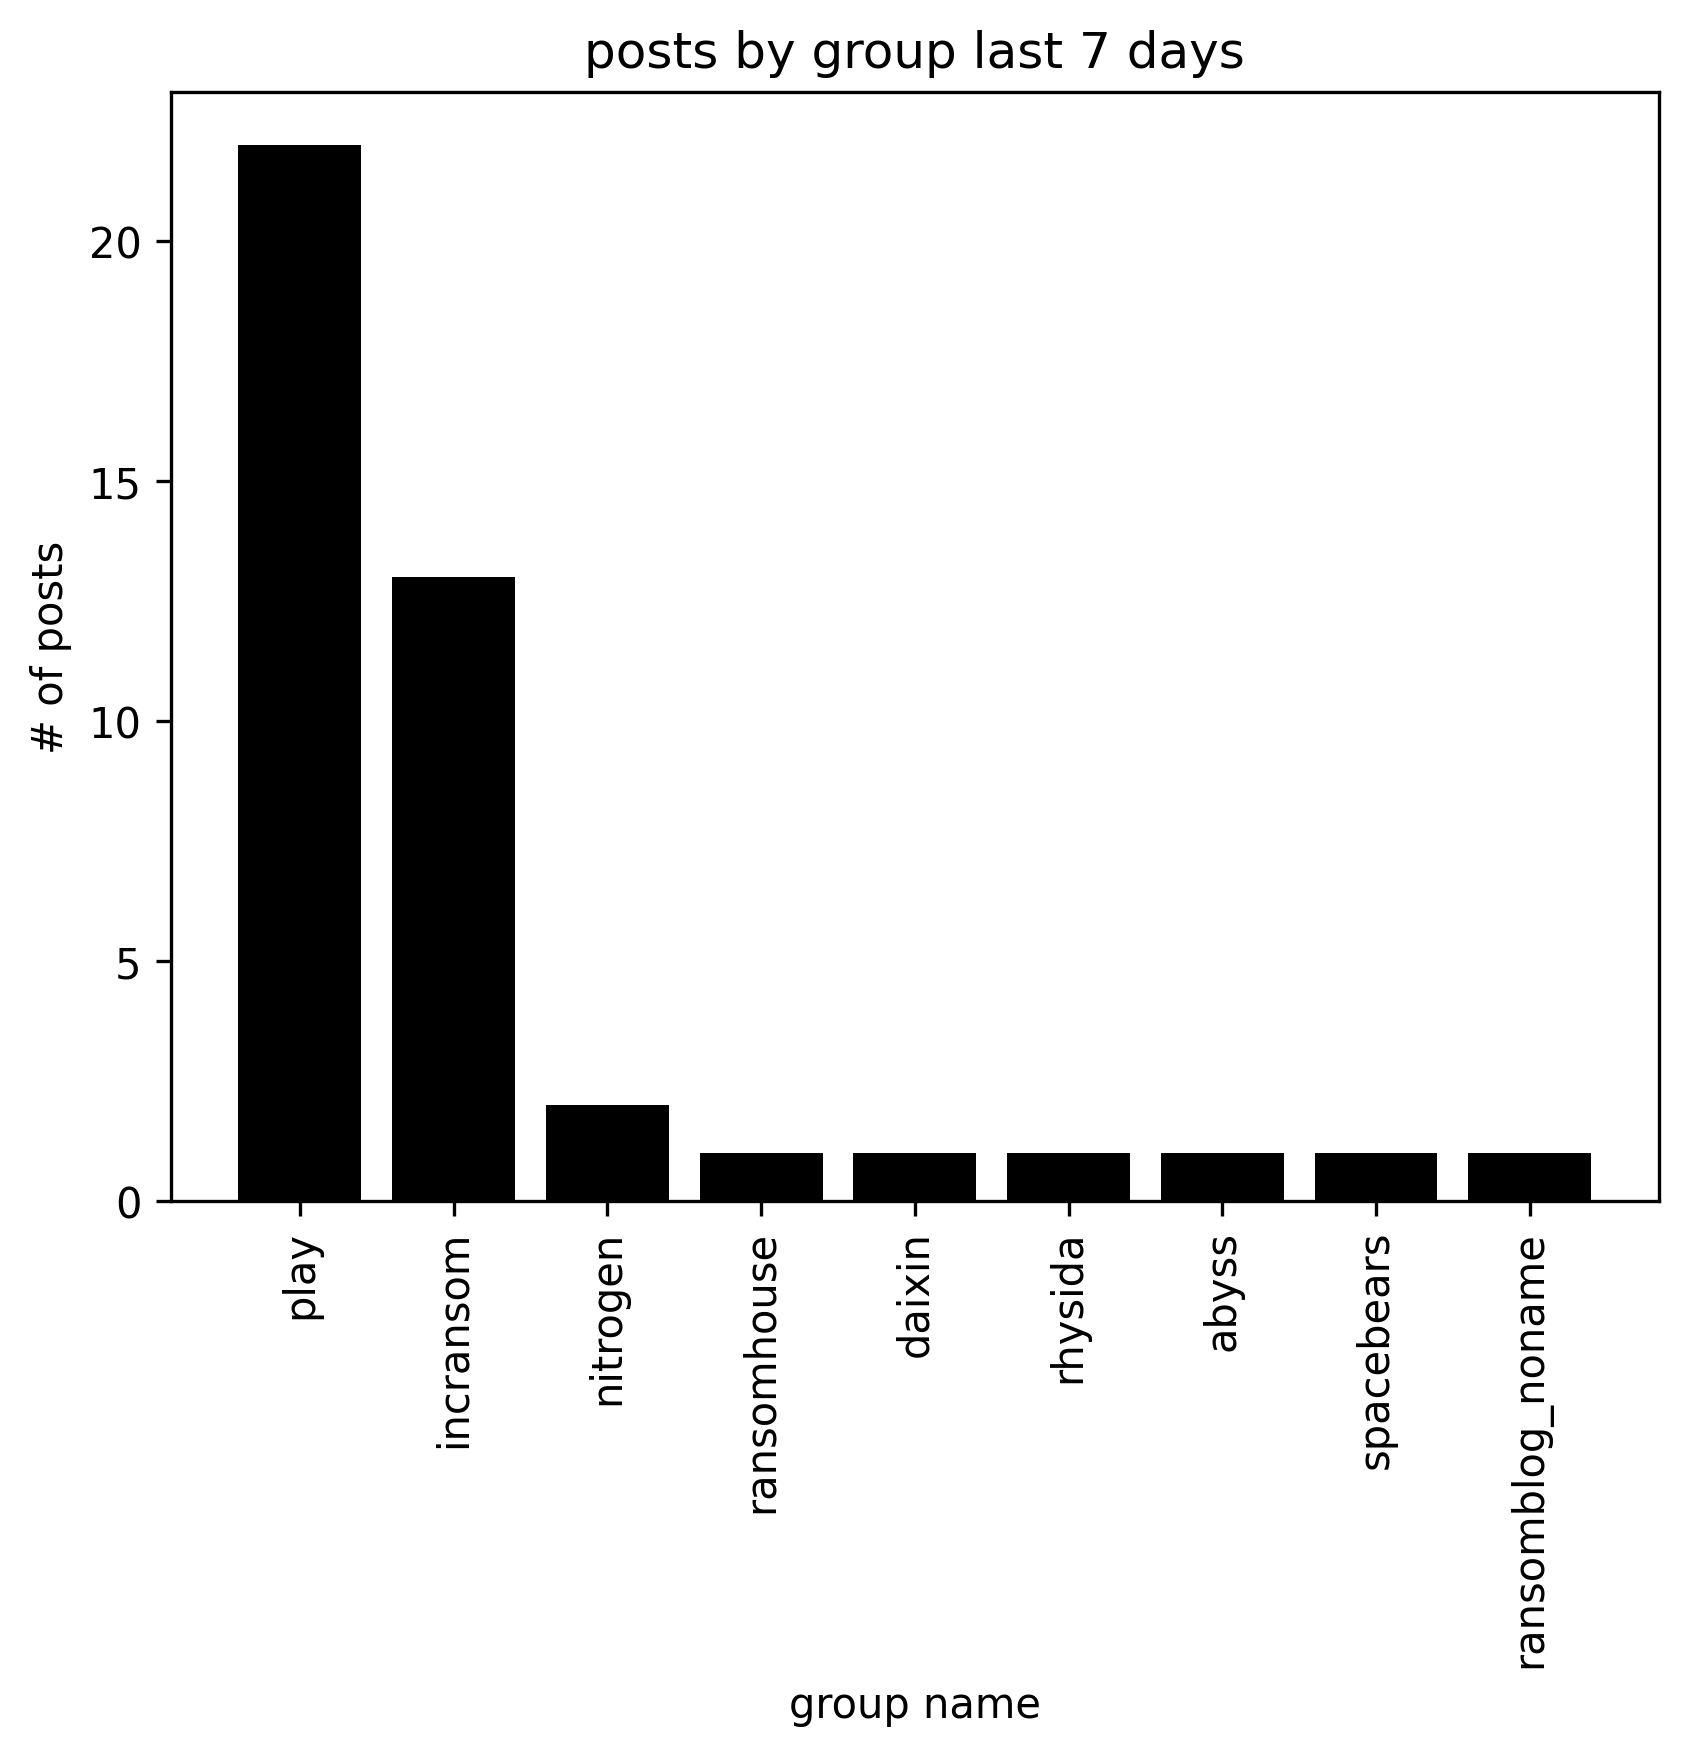 posts by group last 7 days
# of posts
20
15
10
5
0
play
incransom
nitrogen
ransomhouse
daixin
rhysida
abyss
spacebears
ransomblog_noname
group name